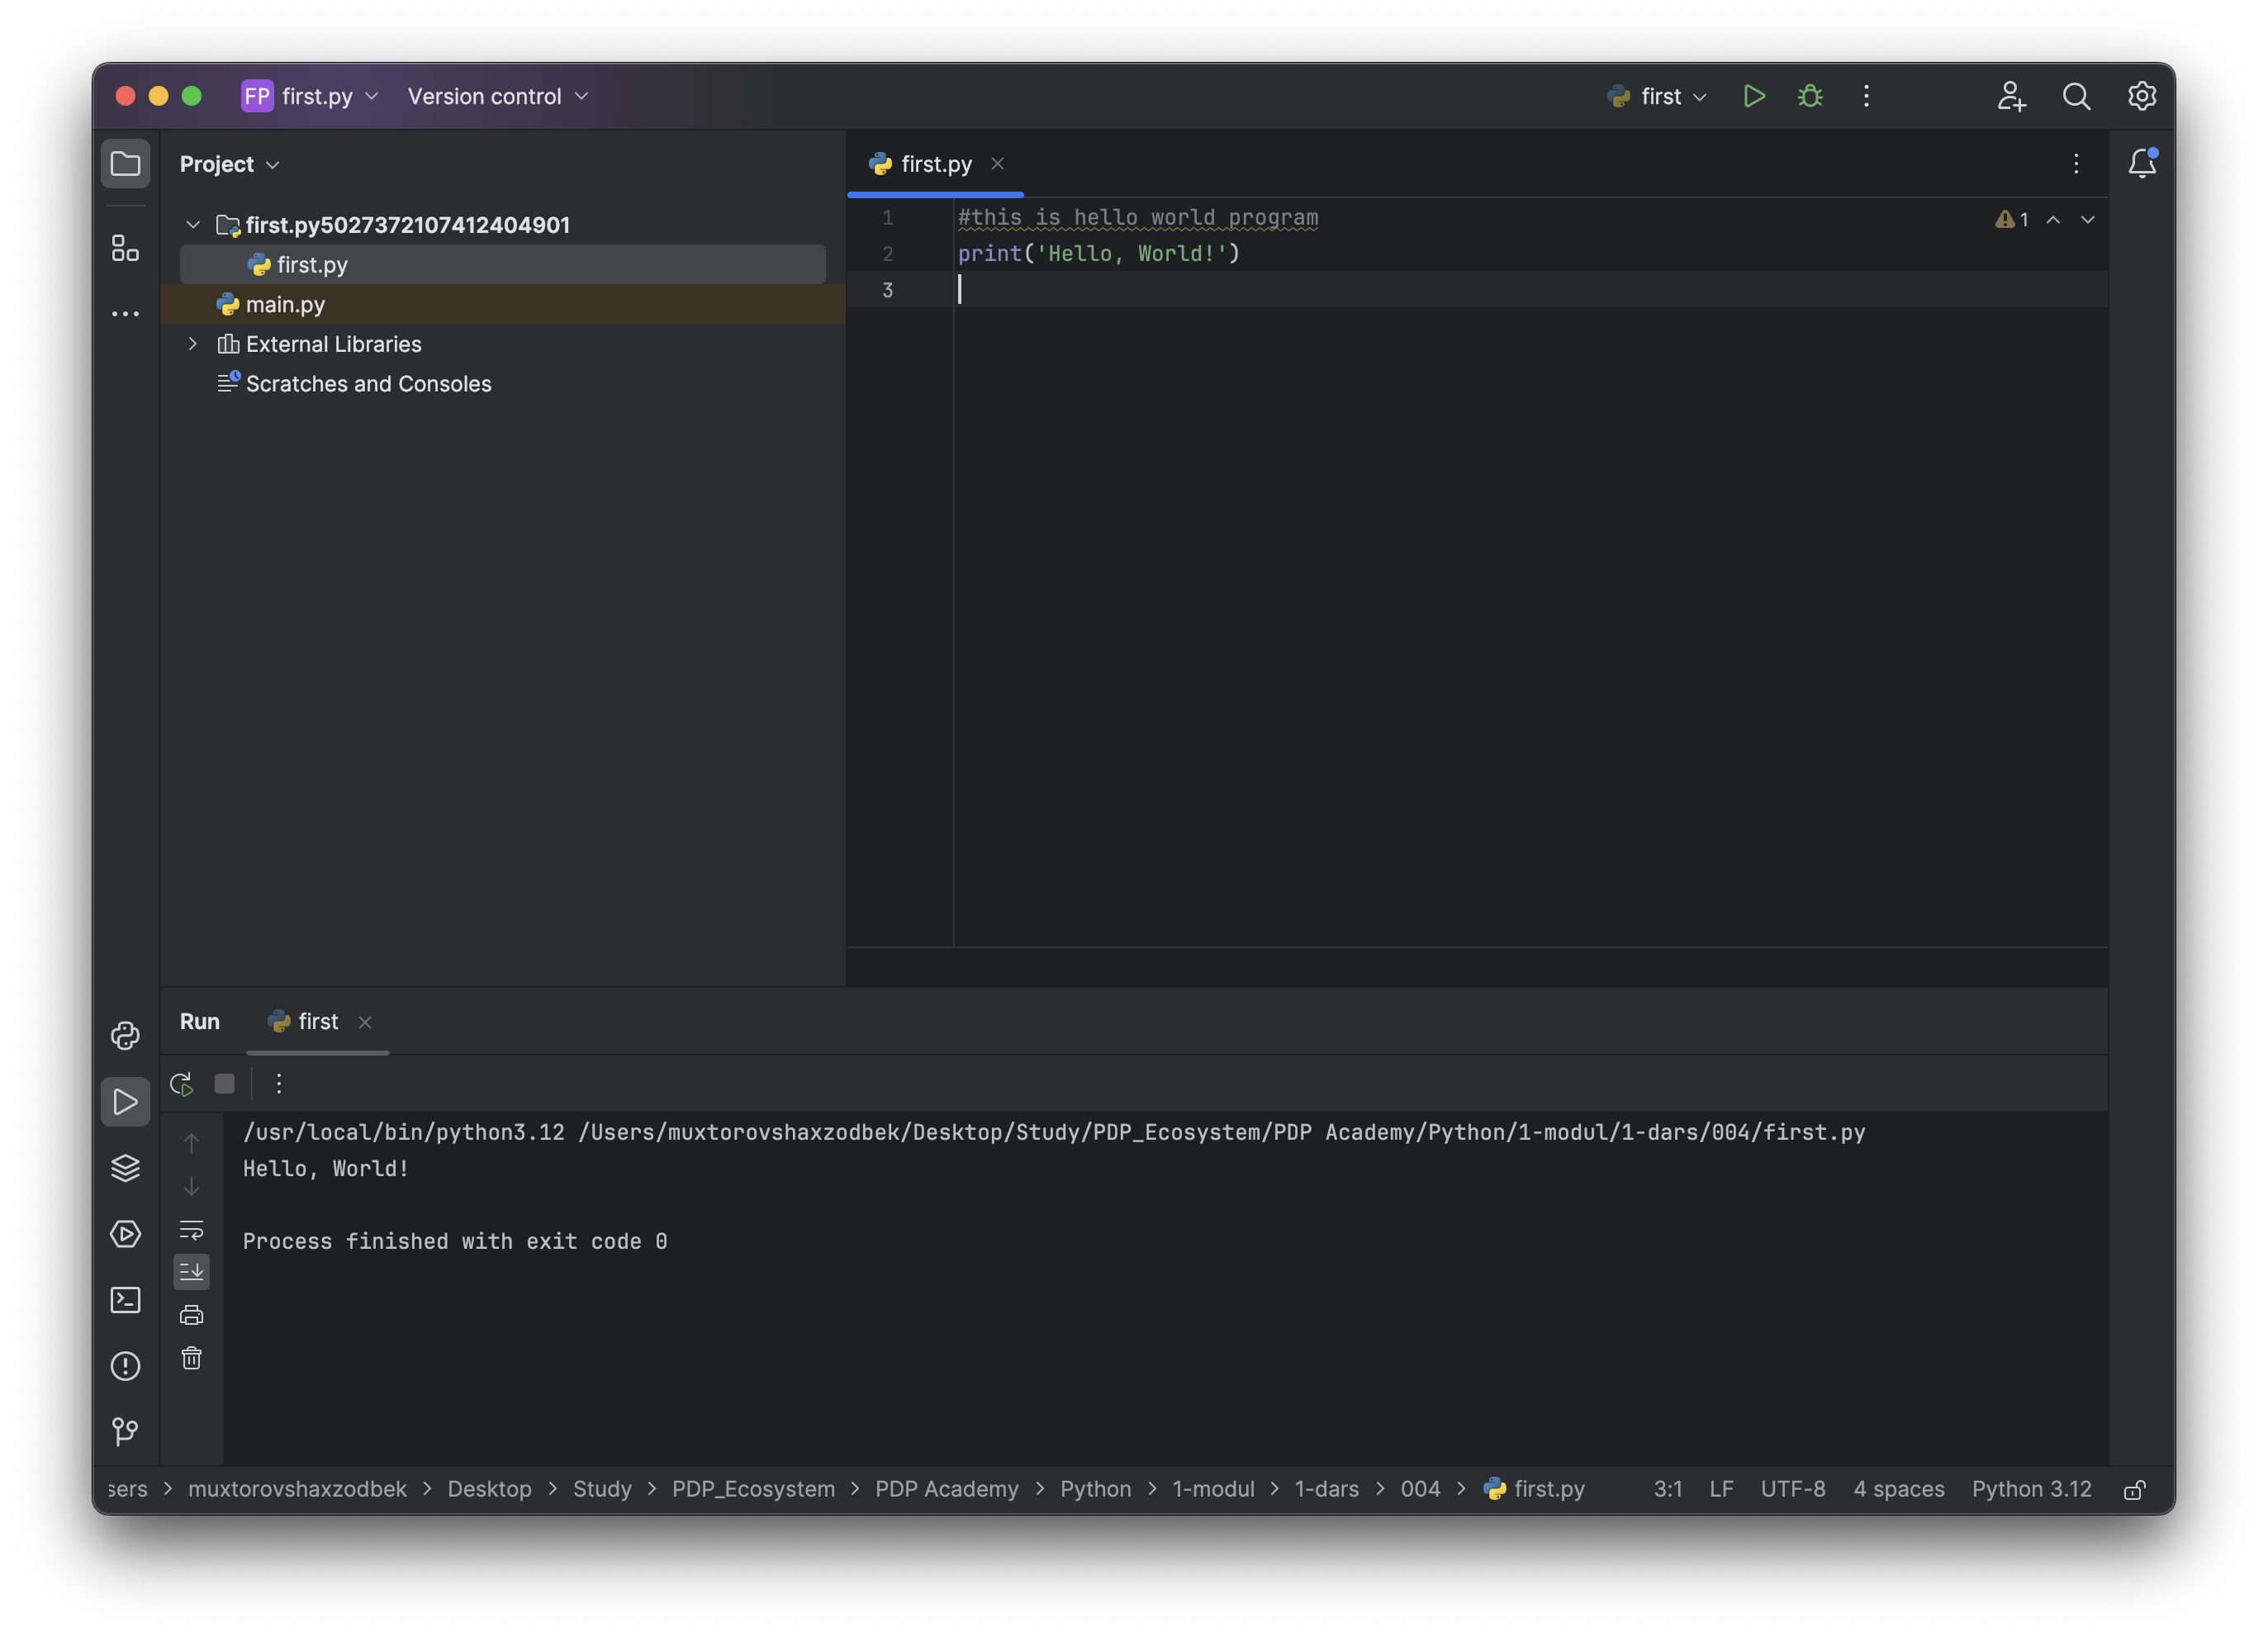 FP first.py Version control first
Project
first.py5027372107412404901
first.py
main.py
External Libraries
Scratches and Consoles
first.py
1 #this is hello world program
2 print('Hello, World!')
3
1
Run first
/usr/local/bin/python3.12 /Users/muxtorovshaxzodbek/Desktop/Study/PDP_Ecosystem/PDP Academy/Python/1-modul/1-dars/004/first.py
Hello, World!
Process finished with exit code 0
sers > muxtorovshaxzodbek > Desktop > Study > PDP_Ecosystem > PDP Academy > Python > 1-modul > 1-dars > 004 > first.py 3:1 LF UTF-8 4 spaces Python 3.12